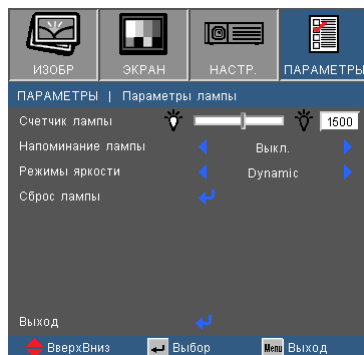 ИЗОБР ЭКРАН НАСТР. ПАРАМЕТРЫ
ПАРАМЕТРЫ | Параметры лампы
Счетчик лампы 1500
Напоминание лампы Выкл.
Режимы яркости Dynamic
Сброс лампы
Выход
ВверхВниз Выбор Menu Выход